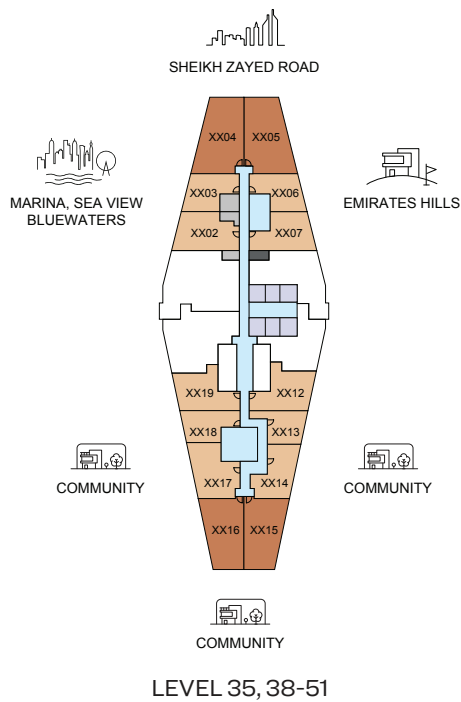 SHEIKH ZAYED ROAD
XX04
XX05
MARINA, SEA VIEW
BLUEWATERS
EMIRATES HILLS
XX03
XX06
XX02
XX07
XX19
XX12
XX18
XX13
COMMUNITY
COMMUNITY
XX17
XX14
XX16
XX15
COMMUNITY
LEVEL 35, 38-51